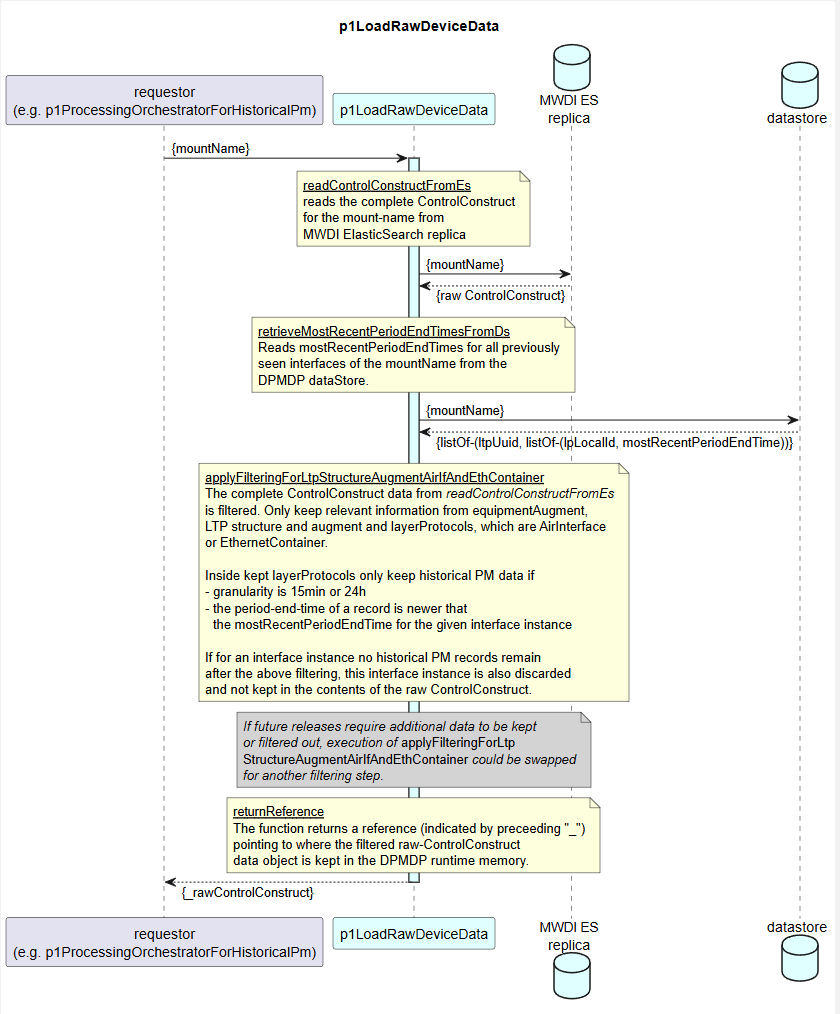 p1LoadRawDeviceData
requestor
(e.g. p1ProcessingOrchestratorForHistoricalPm)
p1LoadRawDeviceData
MWDI ES
replica
datastore
{mountName}
readControlConstructFromEs
reads the complete ControlConstruct
for the mount-name from
MWDI ElasticSearch replica
{mountName}
{raw ControlConstruct}
retrieveMostRecentPeriodEndTimesFromDs
Reads mostRecentPeriodEndTimes for all previously
seen interfaces of the mountName from the
DPMDP dataStore.
{mountName}
{listOf-(ltpUuid, listOf-(lpLocalId, mostRecentPeriodEndTime))}
applyFilteringForLtpStructureAugmentAirIfAndEthContainer
The complete ControlConstruct data from readControlConstructFromEs
is filtered. Only keep relevant information from equipmentAugment,
LTP structure and augment and layerProtocols, which are AirInterface
or EthernetContainer.
Inside kept layerProtocols only keep historical PM data if
- granularity is 15min or 24h
- the period-end-time of a record is newer that
the mostRecentPeriodEndTime for the given interface instance
If for an interface instance no historical PM records remain
after the above filtering, this interface instance is also discarded
and not kept in the contents of the raw ControlConstruct.
If future releases require additional data to be kept
or filtered out, execution of applyFilteringForLtp
StructureAugmentAirIfAndEthContainer could be swapped
for another filtering step.
returnReference
The function returns a reference (indicated by preceeding "_")
pointing to where the filtered raw-ControlConstruct
data object is kept in the DPMDP runtime memory.
{_rawControlConstruct}
requestor
(e.g. p1ProcessingOrchestratorForHistoricalPm)
p1LoadRawDeviceData
MWDI ES
replica
datastore